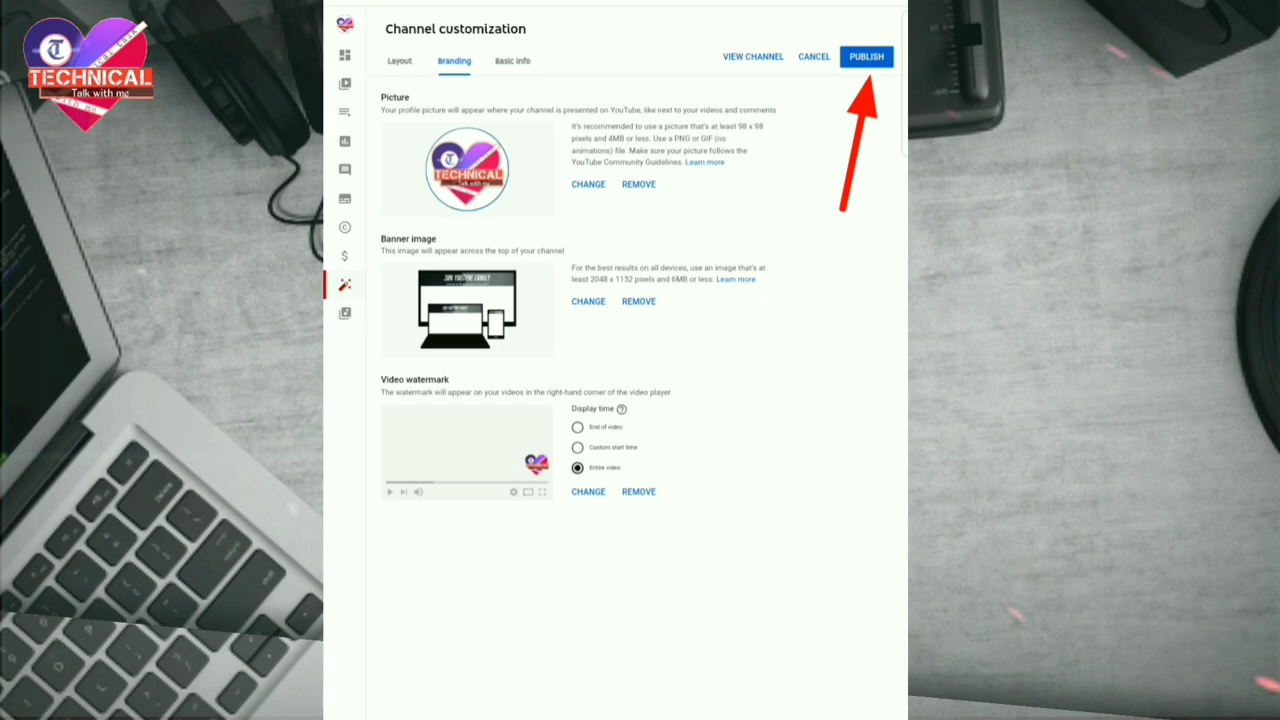 TECHNICAL
Talk with me
Channel customization
Layout
Branding
Basic info
VIEW CHANNEL
CANCEL
PUBLISH
Picture
Your profile picture will appear where your channel is presented on YouTube, like next to your videos and comments
It's recommended to use a picture that's at least 98 x 98
pixels and 4MB or less. Use a PNG or GIF (no
animations) file. Make sure your picture follows the
YouTube Community Guidelines. Learn more
TECHNICAL
Talk with me
CHANGE
REMOVE
Banner image
This image will appear across the top of your channel
For the best results on all devices, use an image that's at
least 2048 x 1152 pixels and 6MB or less. Learn more
CHANGE
REMOVE
Video watermark
The watermark will appear on your videos in the right-hand corner of the video player
Display time
End of video
Custom start time
Entire video
CHANGE
REMOVE